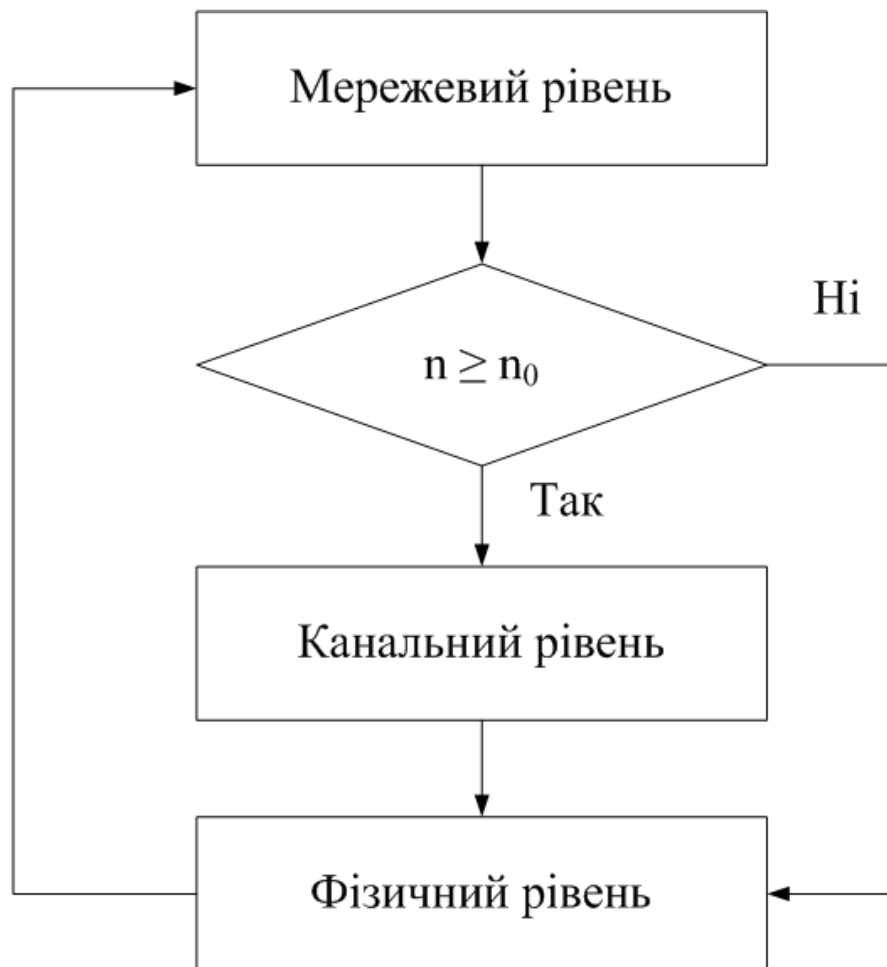 Мережевий рівень
Ні
n ≥ n₀
Так
Канальний рівень
Фізичний рівень